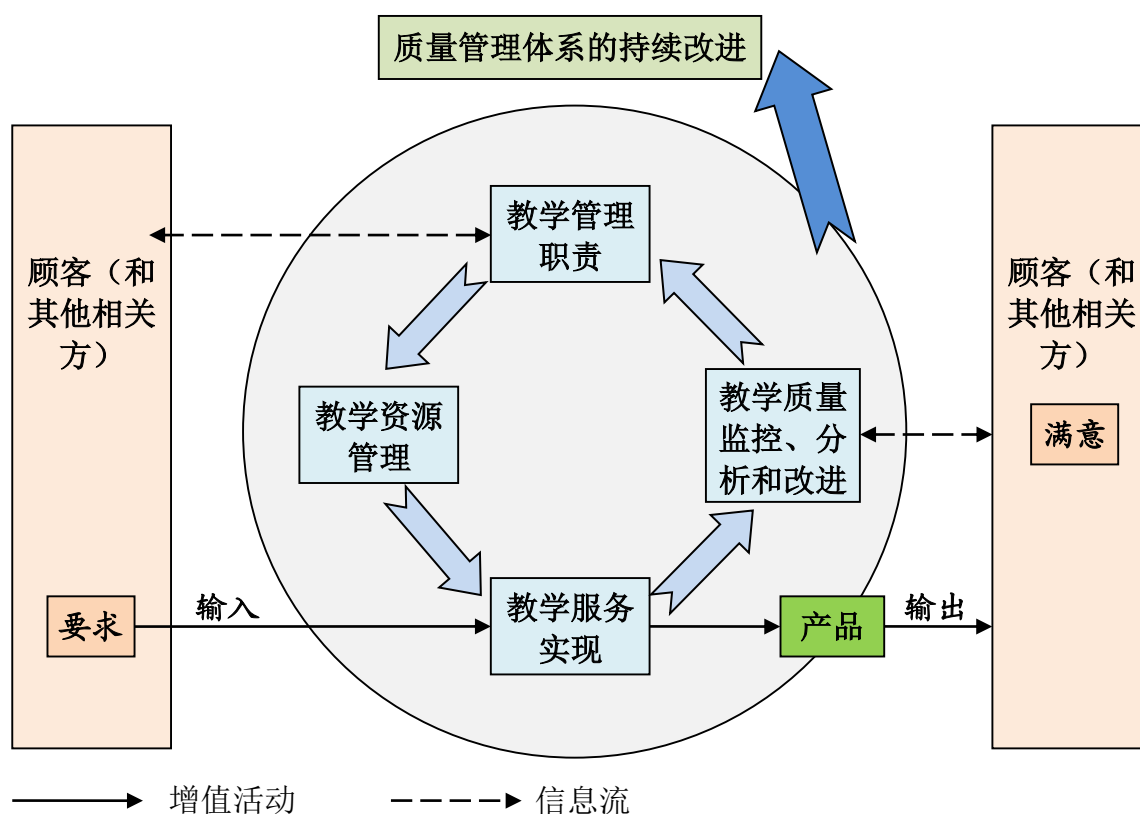 质量管理体系的持续改进
教学管理
职责
顾客（和
其他相关
方）
顾客（和
其他相关
方）
教学资源
管理
教学质量
监控、分
析和改进
满意
要求
输入
教学服务
实现
产品
输出
增值活动
信息流